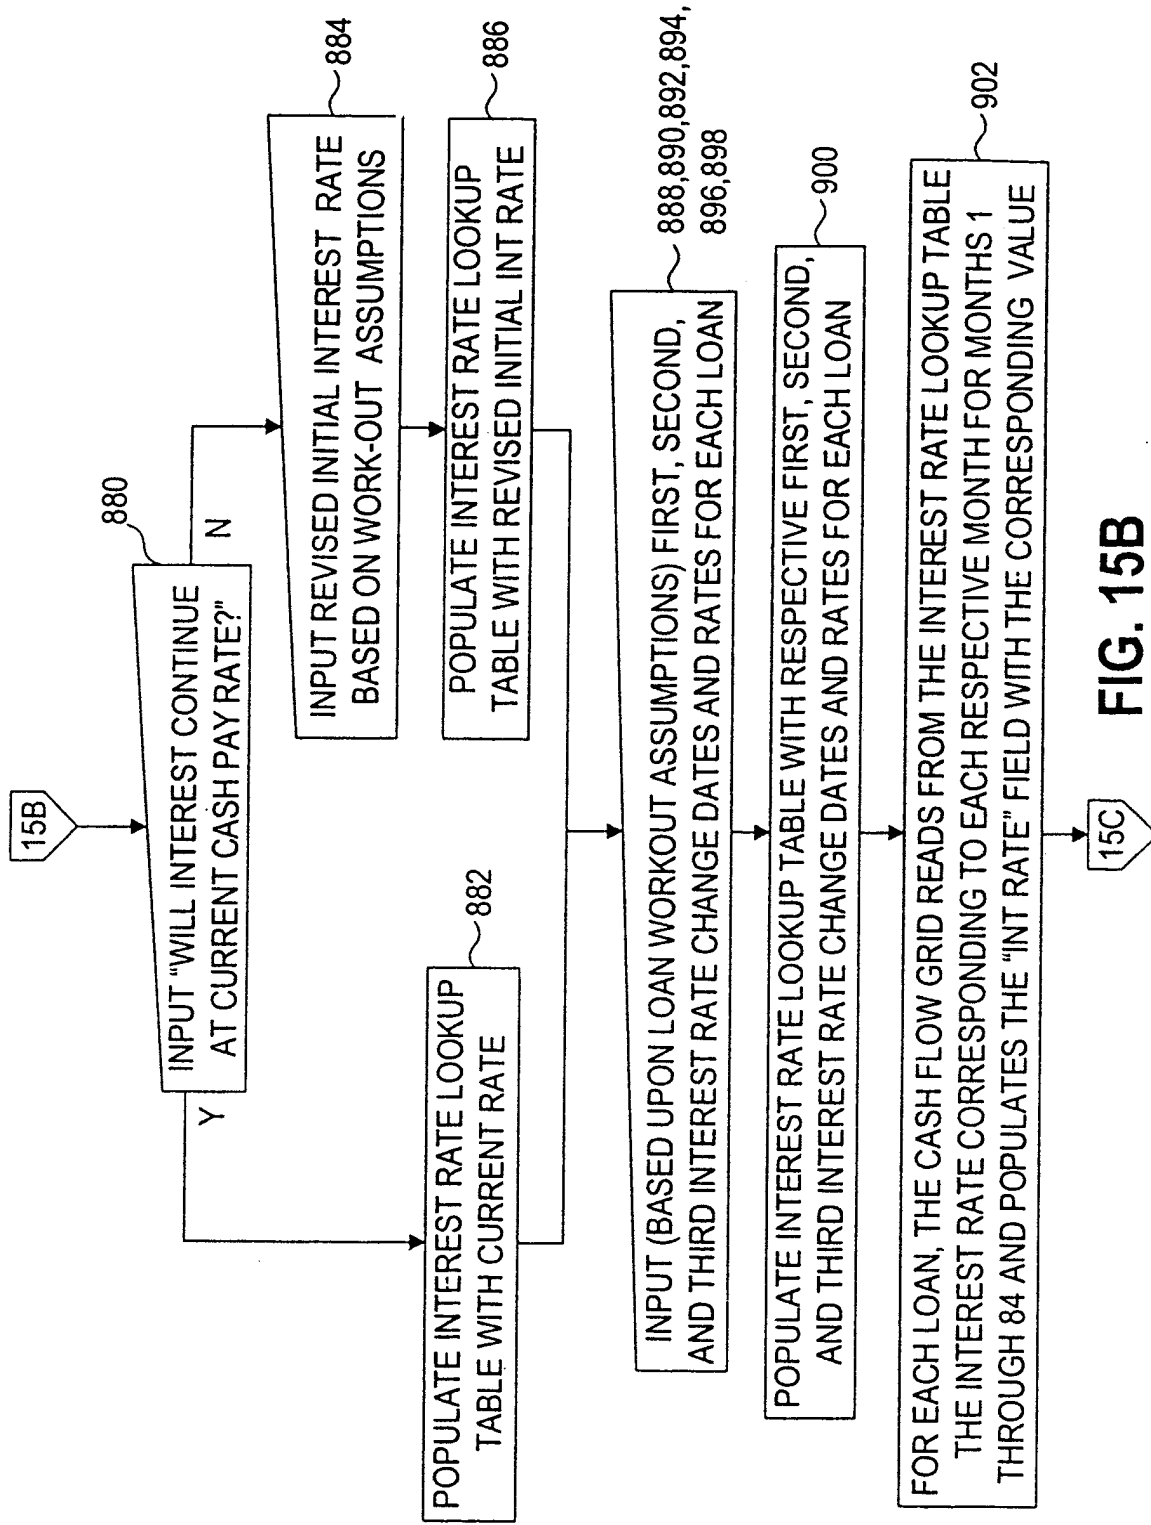 15B
880
INPUT "WILL INTEREST CONTINUE
AT CURRENT CASH PAY RATE?"
Y
N
882
POPULATE INTEREST RATE LOOKUP
TABLE WITH CURRENT RATE
884
INPUT REVISED INITIAL INTEREST RATE
BASED ON WORK-OUT ASSUMPTIONS
886
POPULATE INTEREST RATE LOOKUP
TABLE WITH REVISED INITIAL INT RATE
888,890,892,894,
896,898
INPUT (BASED UPON LOAN WORKOUT ASSUMPTIONS) FIRST, SECOND,
AND THIRD INTEREST RATE CHANGE DATES AND RATES FOR EACH LOAN
900
POPULATE INTEREST RATE LOOKUP TABLE WITH RESPECTIVE FIRST, SECOND,
AND THIRD INTEREST RATE CHANGE DATES AND RATES FOR EACH LOAN
902
FOR EACH LOAN, THE CASH FLOW GRID READS FROM THE INTEREST RATE LOOKUP TABLE
THE INTEREST RATE CORRESPONDING TO EACH RESPECTIVE MONTH FOR MONTHS 1
THROUGH 84 AND POPULATES THE "INT RATE" FIELD WITH THE CORRESPONDING VALUE
15C
FIG. 15B